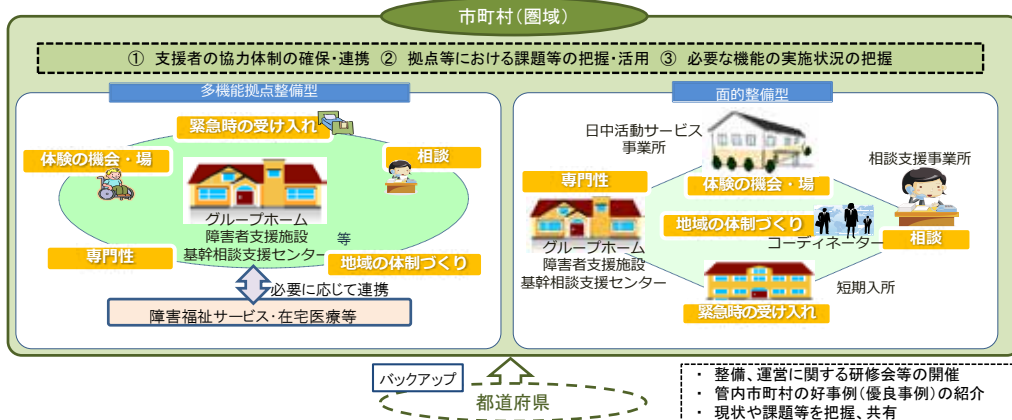 市町村(圏域)
① 支援者の協力体制の確保・連携 ② 拠点等における課題等の把握・活用 ③ 必要な機能の実施状況の把握
多機能拠点整備型
緊急時の受け入れ
体験の機会・場
相談
グループホーム
障害者支援施設 等
基幹相談支援センター
専門性
地域の体制づくり
必要に応じて連携
障害福祉サービス・在宅医療等
面的整備型
日中活動サービス
事業所
相談支援事業所
専門性
体験の機会・場
地域の体制づくり
コーディネーター
相談
グループホーム
障害者支援施設
基幹相談支援センター
短期入所
緊急時の受け入れ
バックアップ
都道府県
・ 整備、運営に関する研修会等の開催
・ 管内市町村の好事例(優良事例)の紹介
・ 現状や課題等を把握、共有